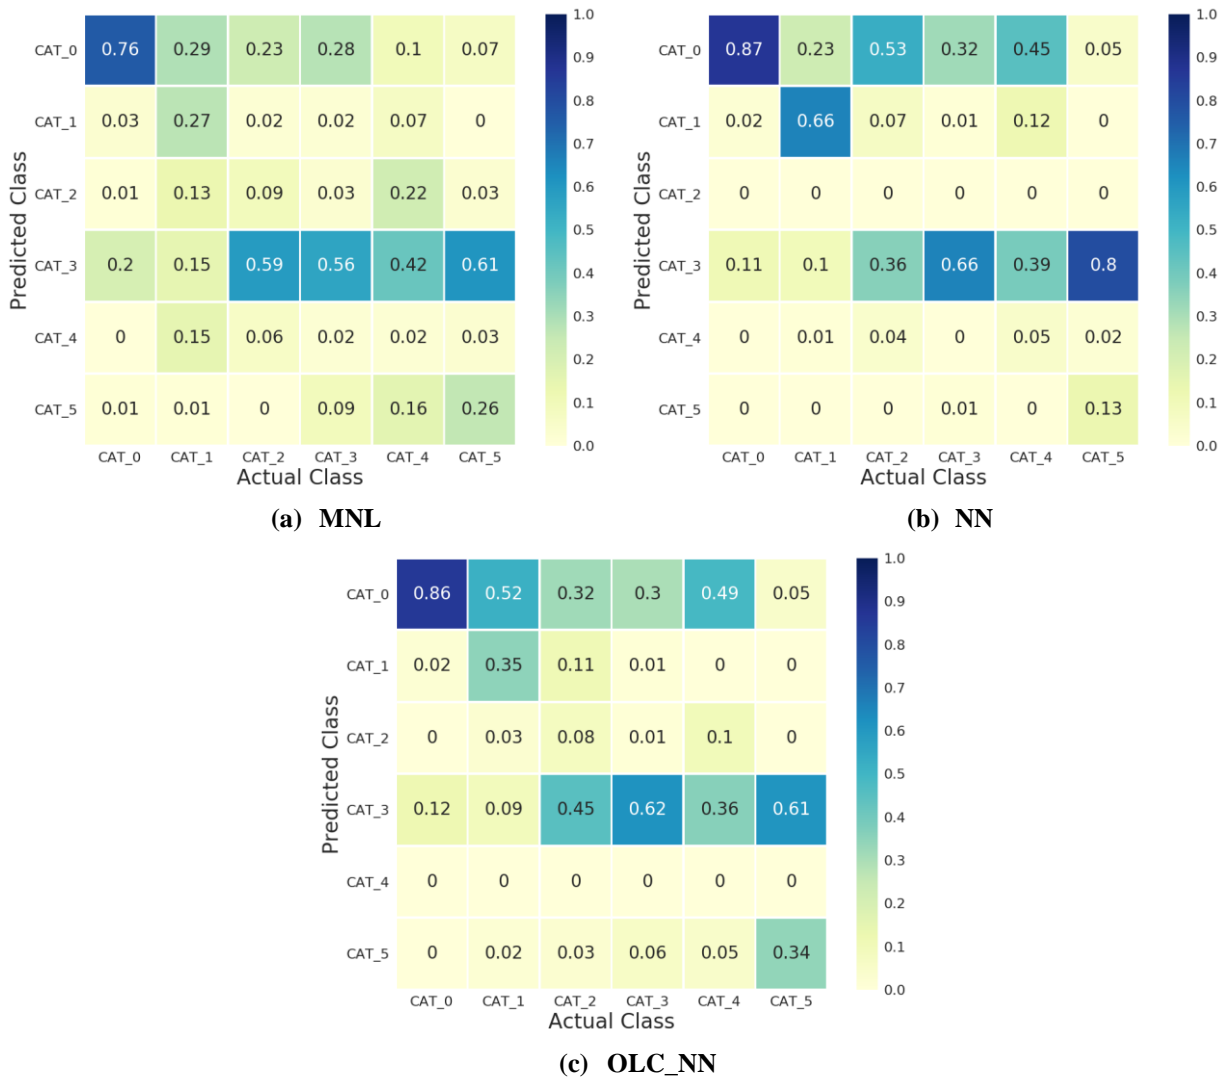 CAT_0 0.76 0.29 0.23 0.28 0.1 0.07
CAT_1 0.03 0.27 0.02 0.02 0.07 0
CAT_2 0.01 0.13 0.09 0.03 0.22 0.03
CAT_3 0.2 0.15 0.59 0.56 0.42 0.61
CAT_4 0 0.15 0.06 0.02 0.02 0.03
CAT_5 0.01 0.01 0 0.09 0.16 0.26
CAT_0 CAT_1 CAT_2 CAT_3 CAT_4 CAT_5
Predicted Class
Actual Class
1.0
0.9
0.8
0.7
0.6
0.5
0.4
0.3
0.2
0.1
0.0
(a) MNL
CAT_0 0.87 0.23 0.53 0.32 0.45 0.05
CAT_1 0.02 0.66 0.07 0.01 0.12 0
CAT_2 0 0 0 0 0 0
CAT_3 0.11 0.1 0.36 0.66 0.39 0.8
CAT_4 0 0.01 0.04 0 0.05 0.02
CAT_5 0 0 0 0.01 0 0.13
CAT_0 CAT_1 CAT_2 CAT_3 CAT_4 CAT_5
Predicted Class
Actual Class
1.0
0.9
0.8
0.7
0.6
0.5
0.4
0.3
0.2
0.1
0.0
(b) NN
CAT_0 0.86 0.52 0.32 0.3 0.49 0.05
CAT_1 0.02 0.35 0.11 0.01 0 0
CAT_2 0 0.03 0.08 0.01 0.1 0
CAT_3 0.12 0.09 0.45 0.62 0.36 0.61
CAT_4 0 0 0 0 0 0
CAT_5 0 0.02 0.03 0.06 0.05 0.34
CAT_0 CAT_1 CAT_2 CAT_3 CAT_4 CAT_5
Predicted Class
Actual Class
1.0
0.9
0.8
0.7
0.6
0.5
0.4
0.3
0.2
0.1
0.0
(c) OLC_NN